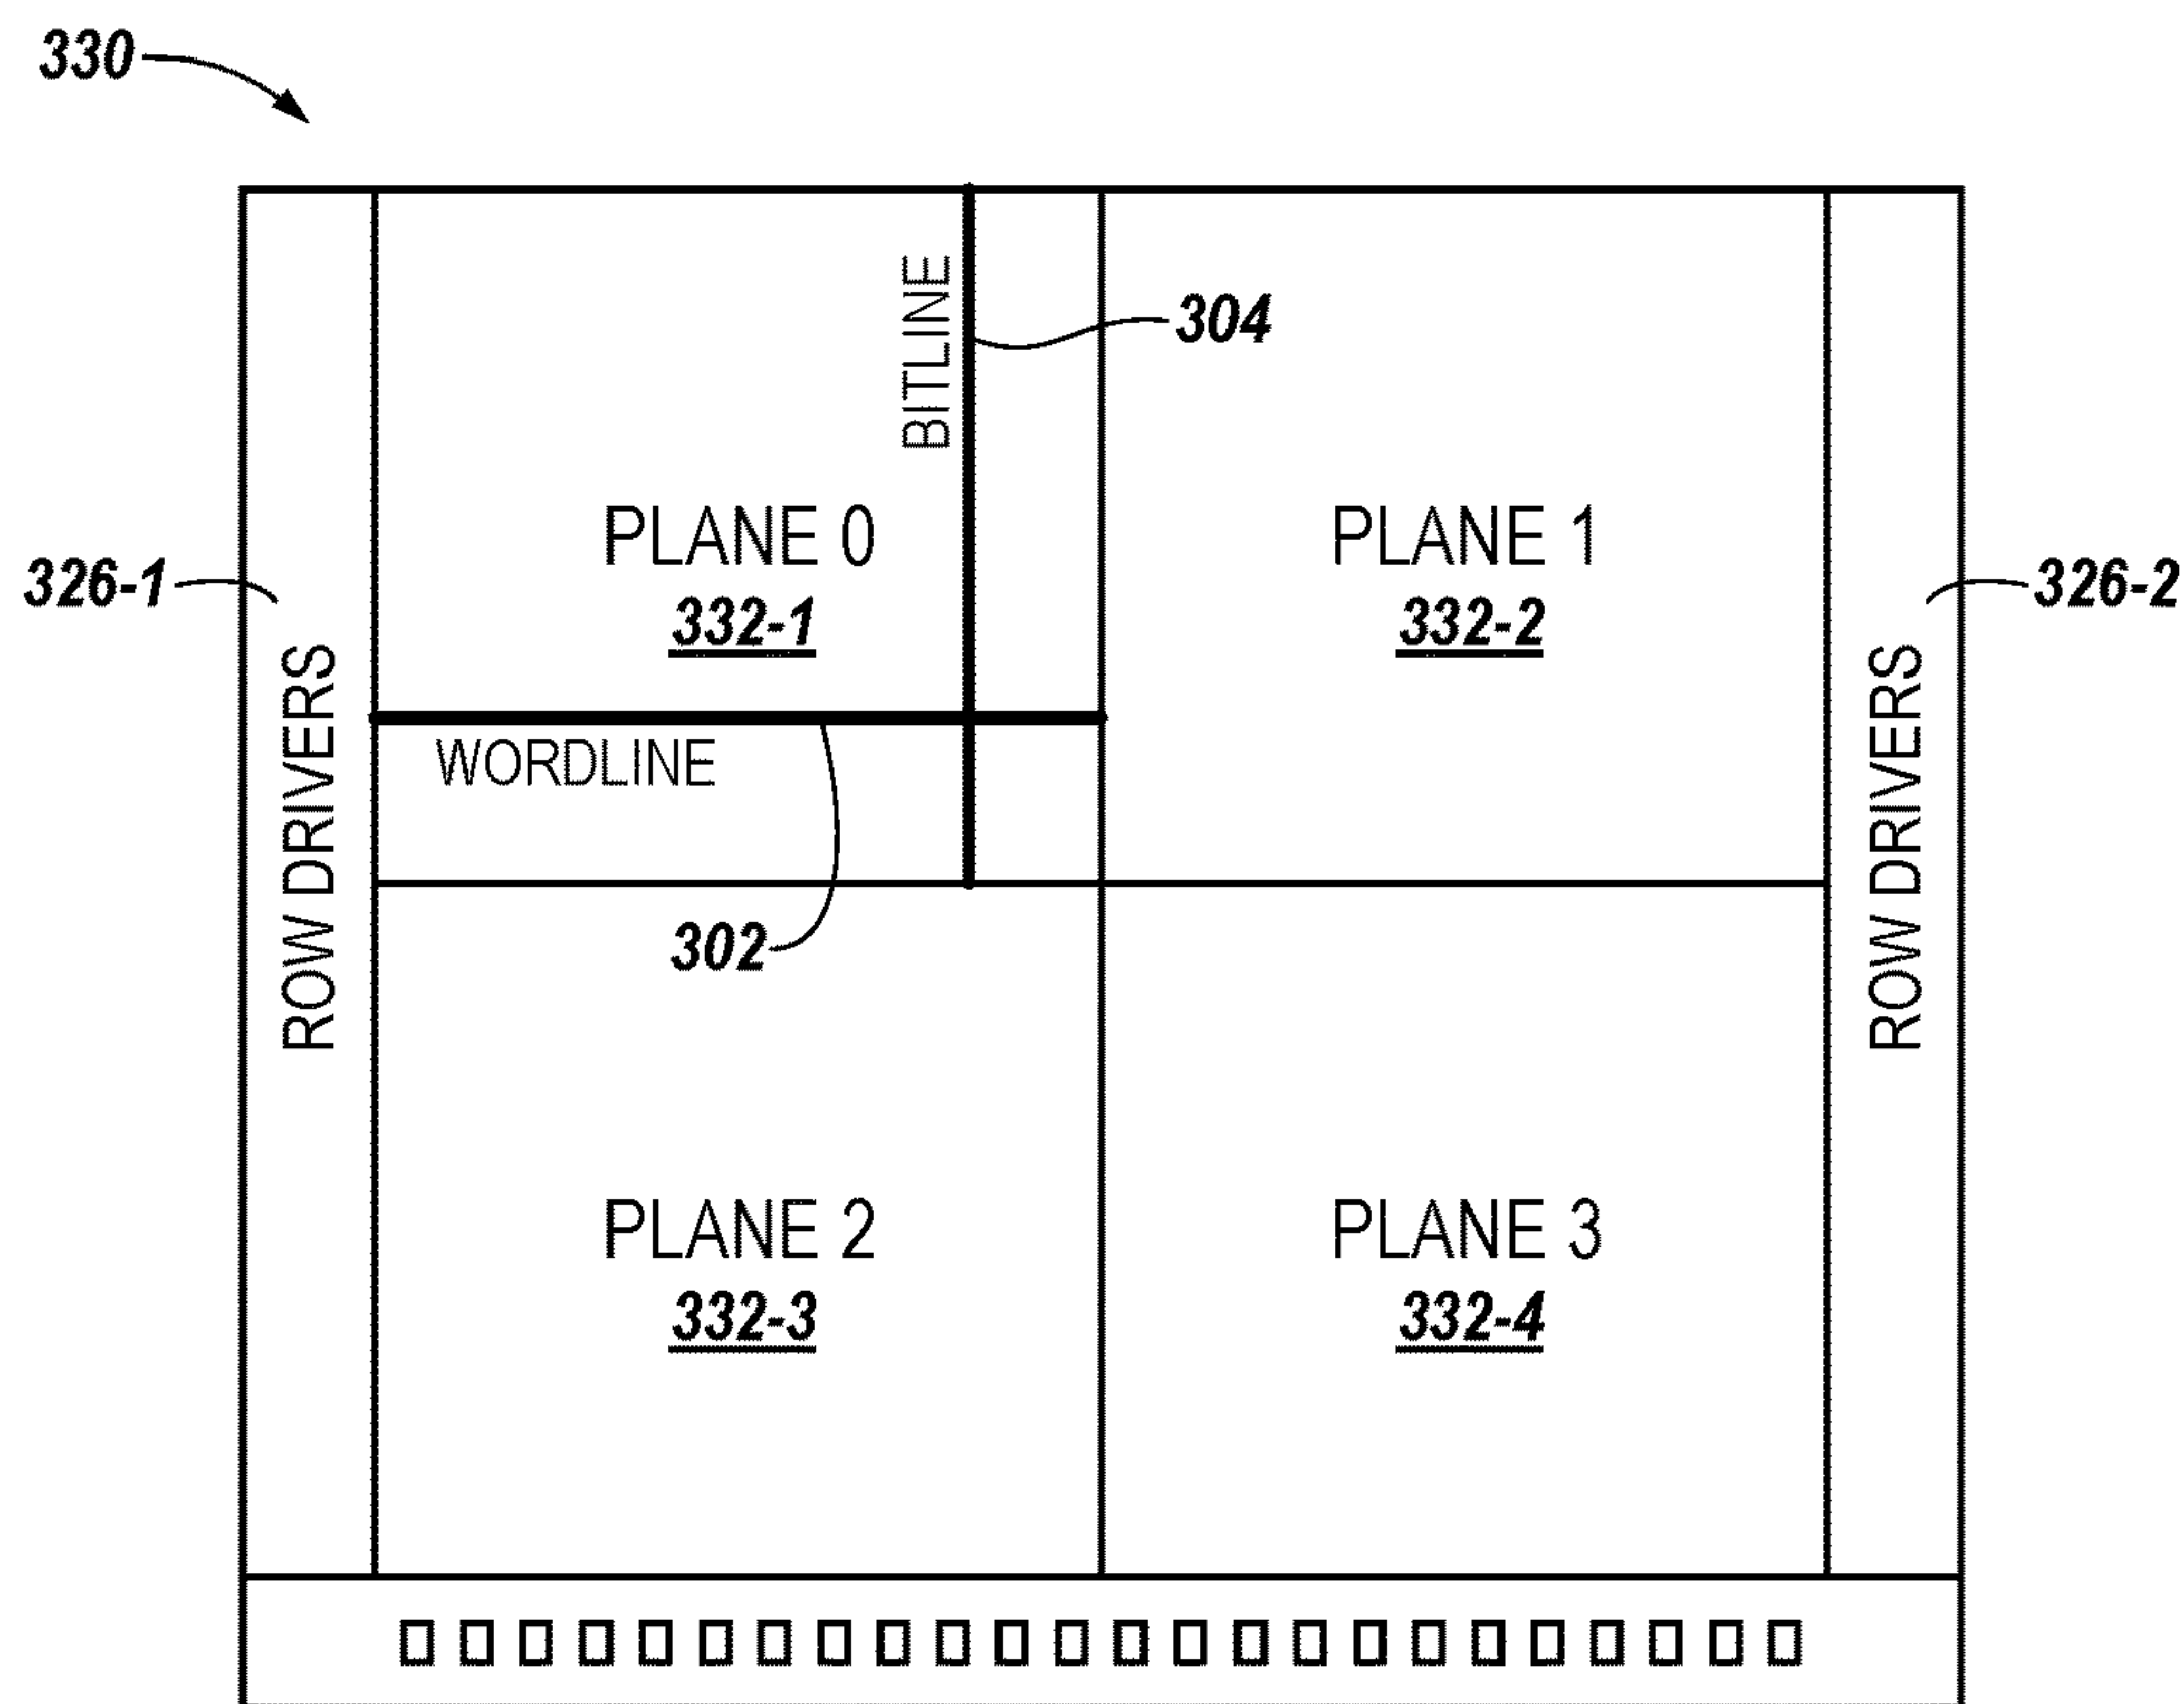 330
BITLINE
304
PLANE 0
332-1
PLANE 1
332-2
326-1
326-2
ROW DRIVERS
WORDLINE
ROW DRIVERS
302
PLANE 2
332-3
PLANE 3
332-4